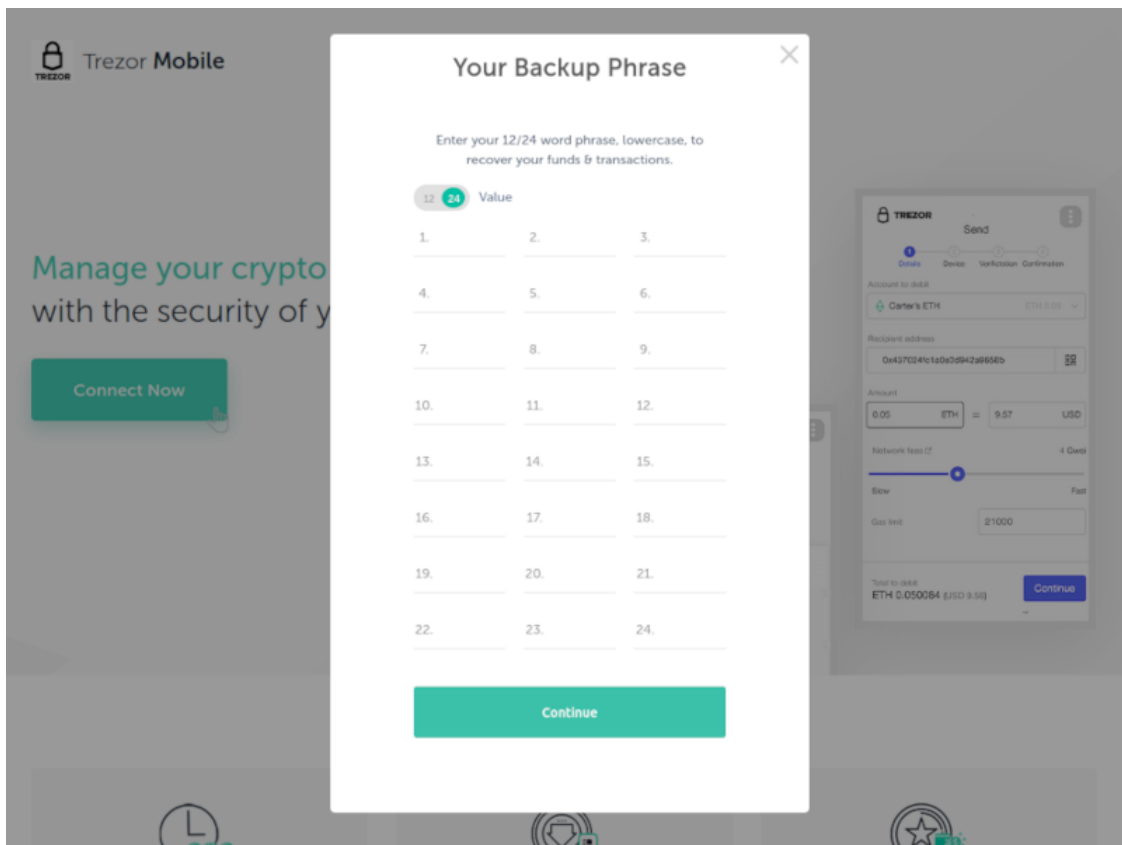 TREZOR
Trezor Mobile
Your Backup Phrase
Enter your 12/24 word phrase, lowercase, to
recover your funds & transactions.
12 24 Value
1. 2. 3.
4. 5. 6.
7. 8. 9.
10. 11. 12.
13. 14. 15.
16. 17. 18.
19. 20. 21.
22. 23. 24.
Continue
Manage your crypto
with the security of y
Connect Now
TREZOR
Send
Details Device Verification Confirmation
Account to debit
Carter's ETH ETH
Recipient address
Amount
0.05 ETH = 9.57 USD
Network fees 4 Gwei
Slow Fast
Gas limit 21000
Total to debit
ETH 0.050084 (USD 9.58)
Continue